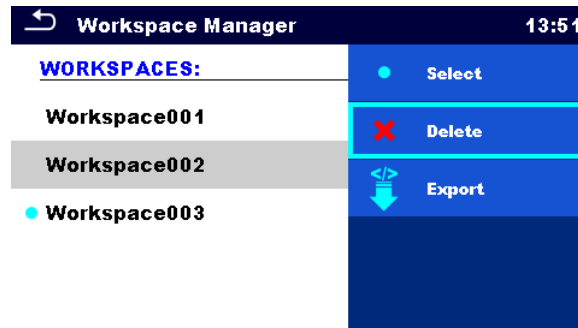 Workspace Manager 13:51
WORKSPACES:
Workspace001
Workspace002
Workspace003
Select
Delete
</>
Export